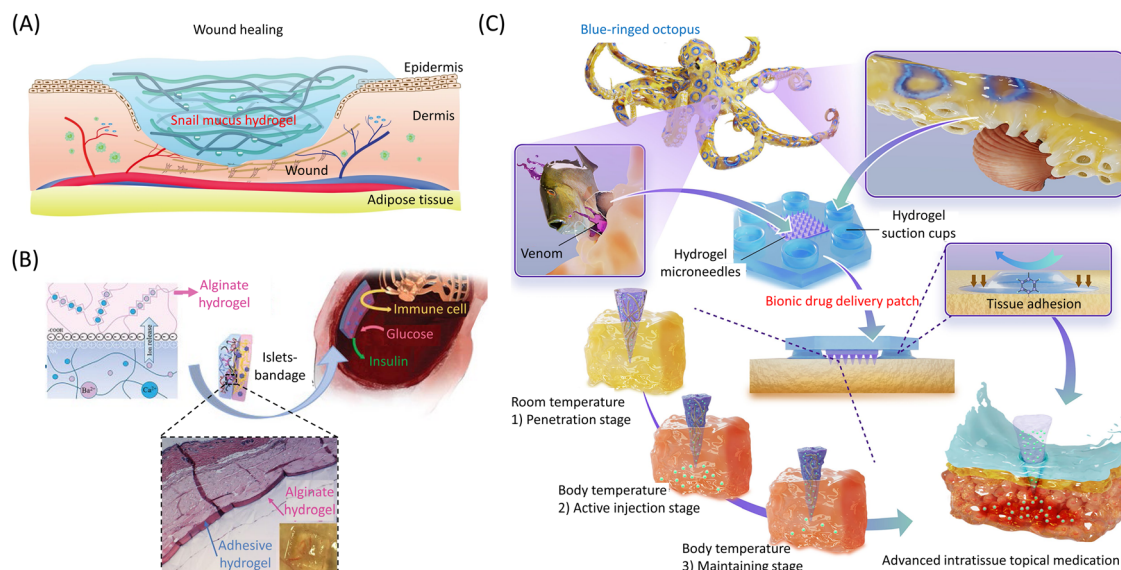 (A)
Wound healing
Epidermis
Snail mucus hydrogel
Dermis
Wound
Adipose tissue
(B)
Alginate
hydrogel
-COOH
Ion release
Ba2+
Ca2+
Islets-
bandage
Immune cell
Glucose
Insulin
Alginate
hydrogel
Adhesive
hydrogel
(C)
Blue-ringed octopus
Venom
Hydrogel
microneedles
Hydrogel
suction cups
Bionic drug delivery patch
Tissue adhesion
Room temperature
1) Penetration stage
Body temperature
2) Active injection stage
Body temperature
3) Maintaining stage
Advanced intratissue topical medication